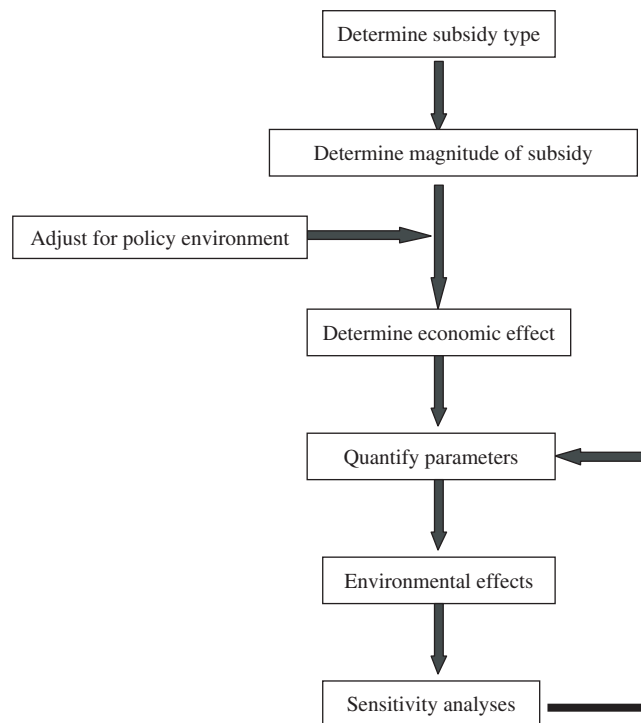 Determine subsidy type
Determine magnitude of subsidy
Adjust for policy environment
Determine economic effect
Quantify parameters
Environmental effects
Sensitivity analyses